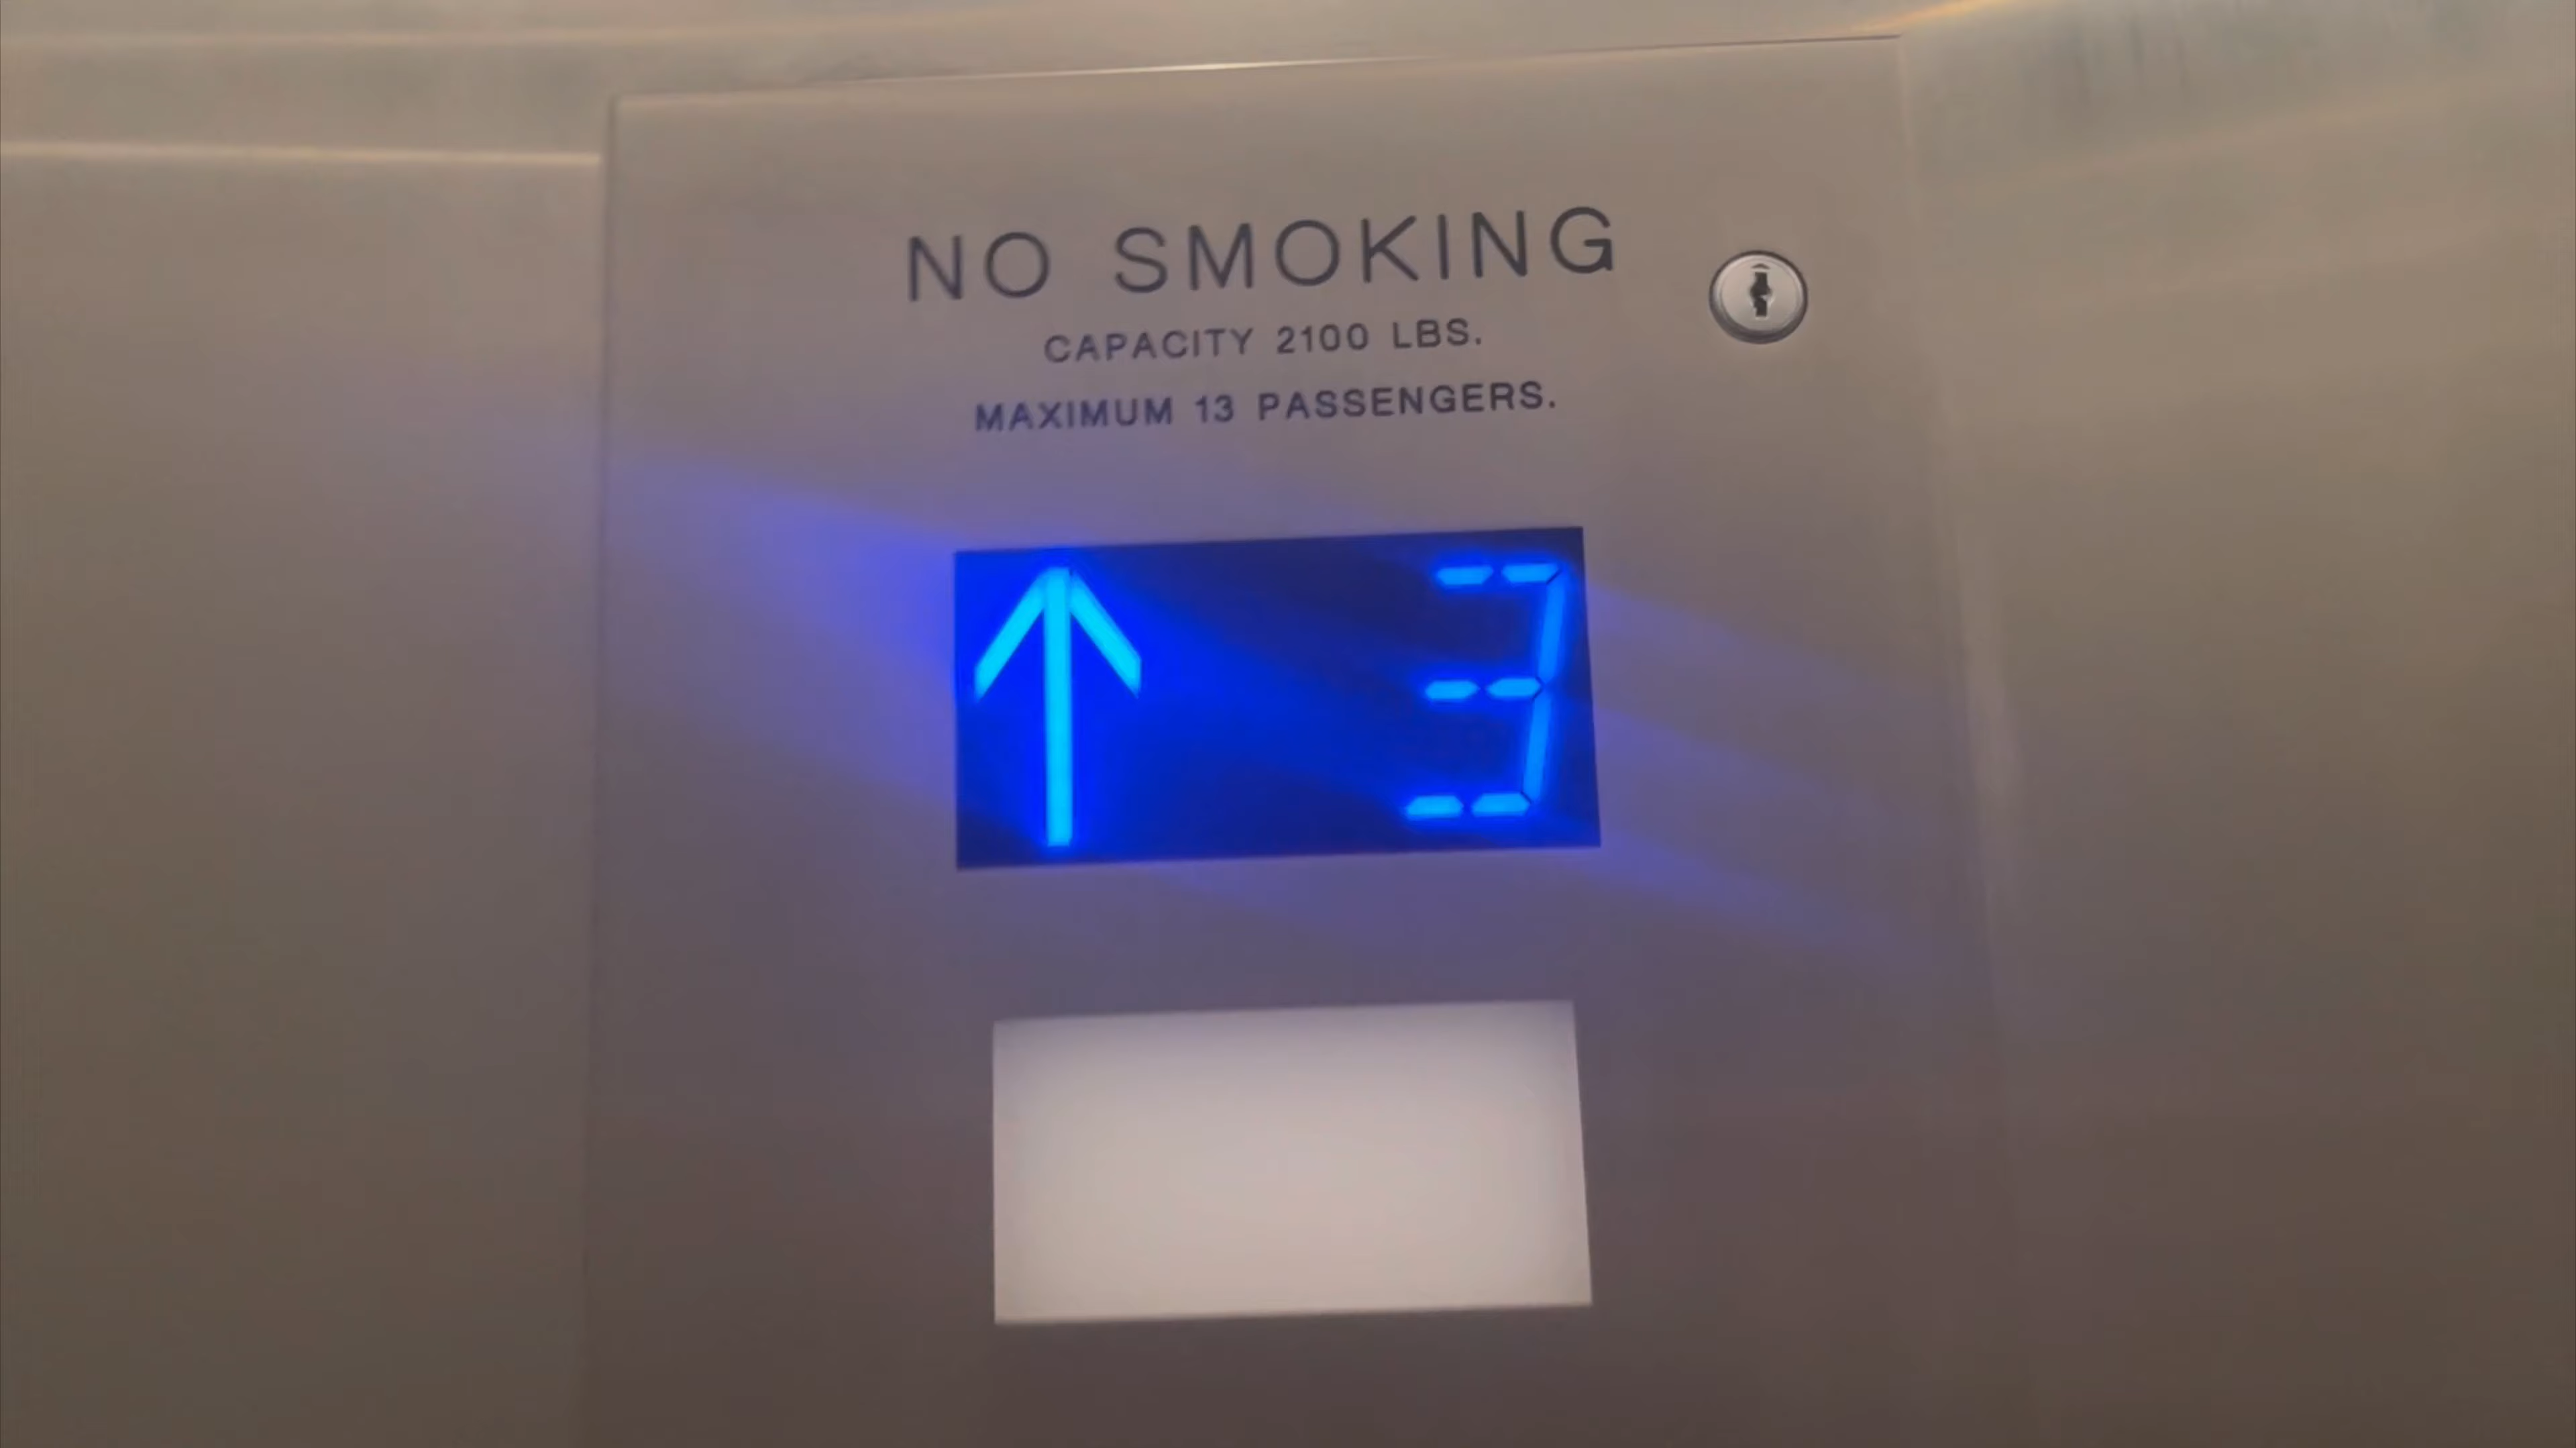 NO SMOKING
CAPACITY 2100 LBS.
MAXIMUM 13 PASSENGERS.
↑ 3